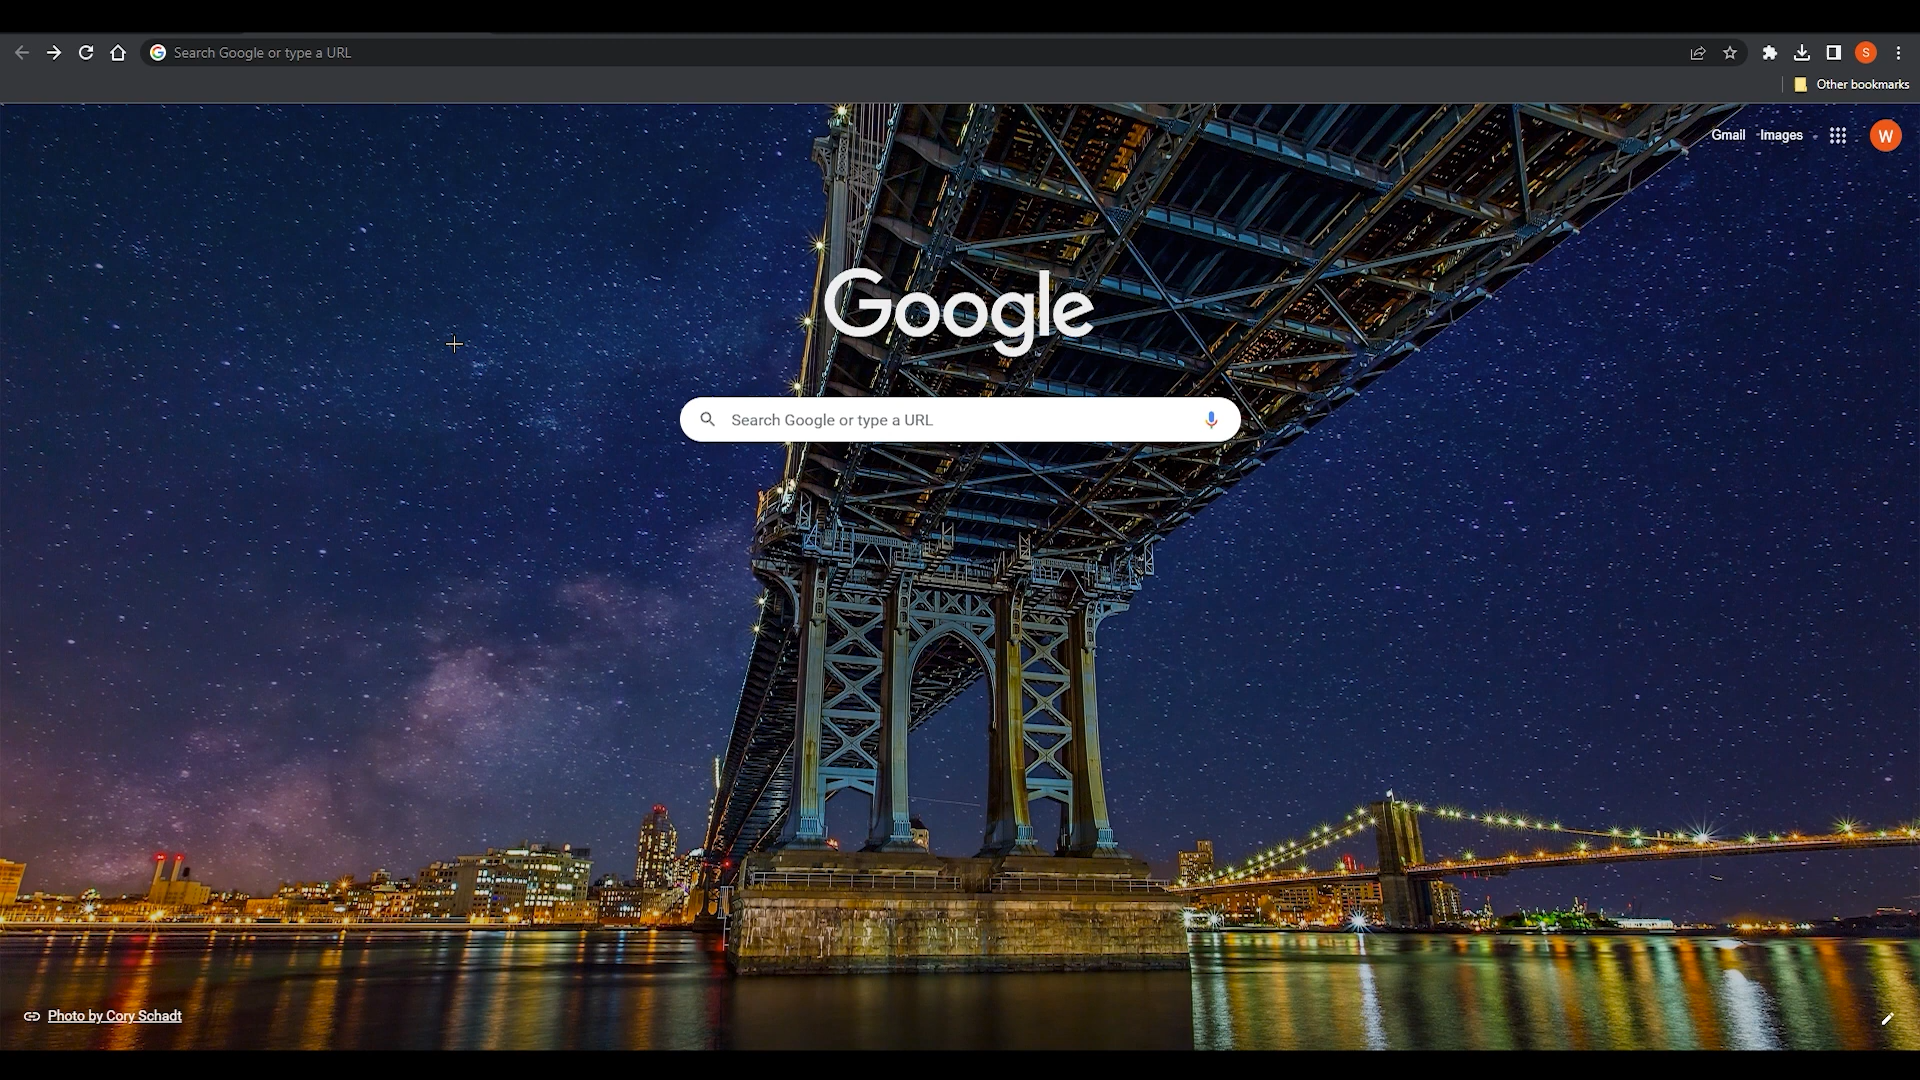 Search Google or type a URL
S
Other bookmarks
Gmail Images
W
Google
Search Google or type a URL
Photo by Cory Schadt